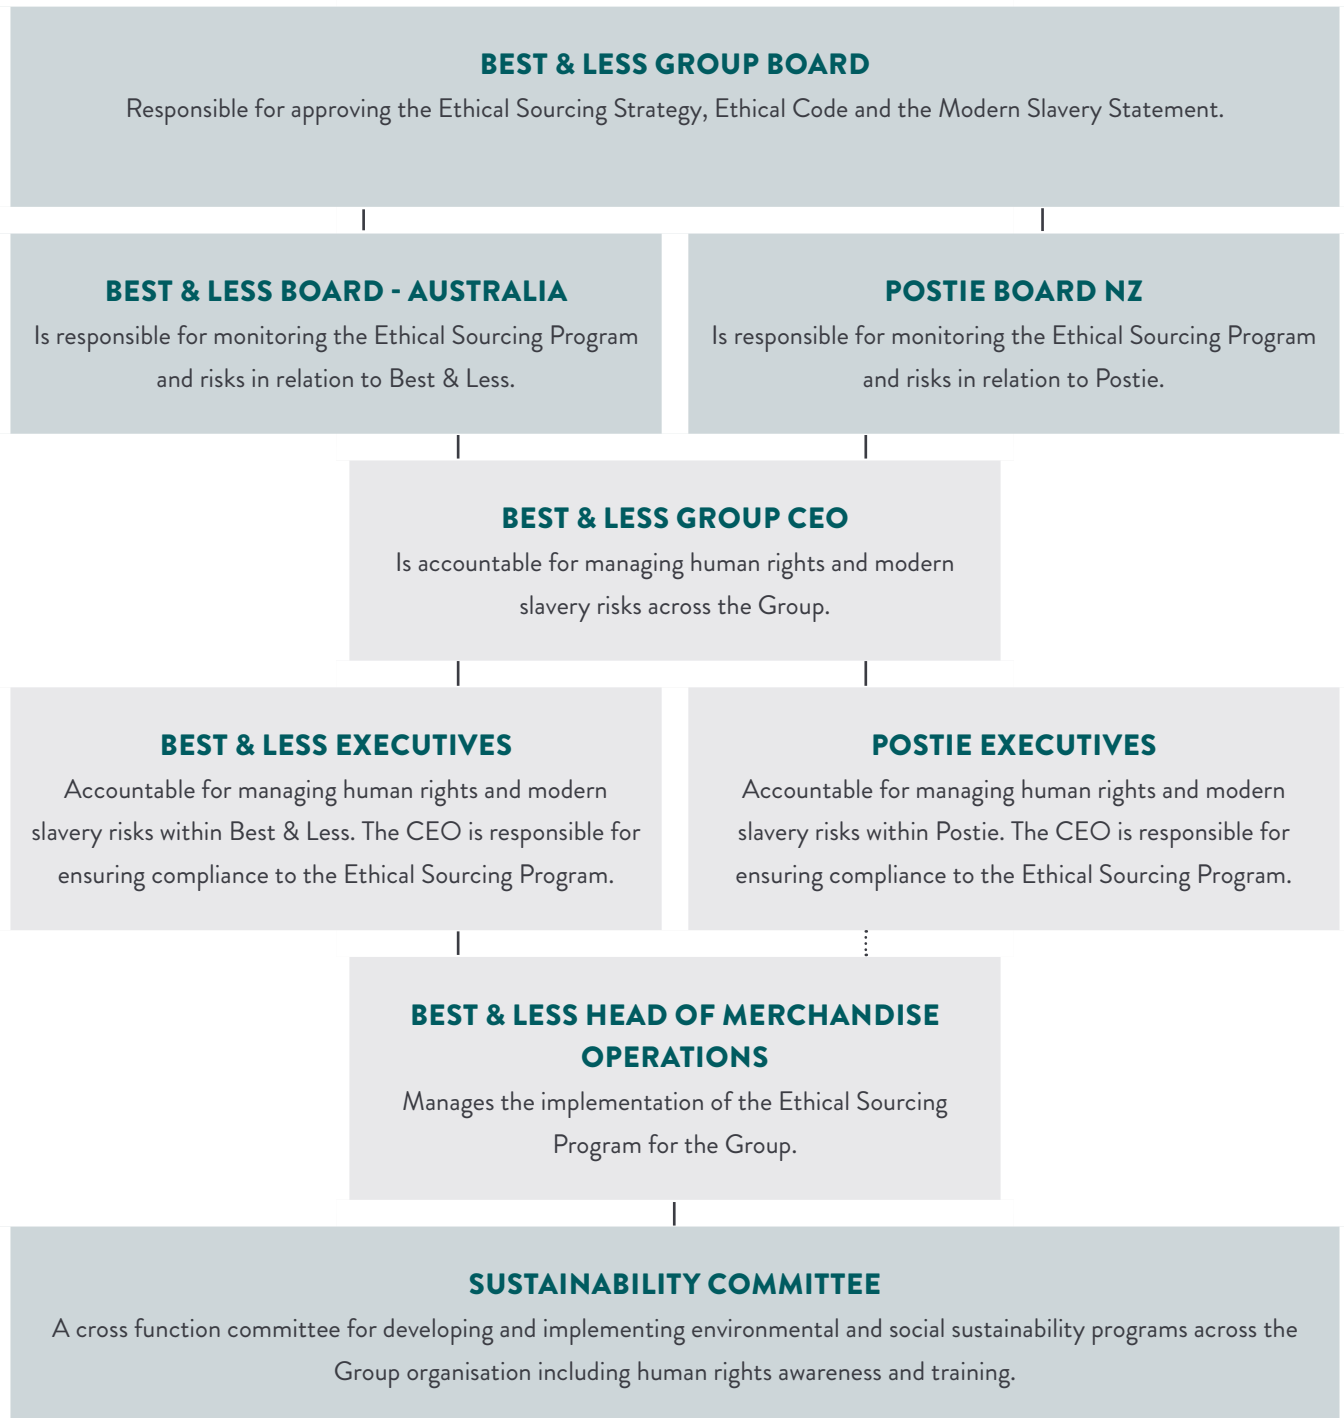 BEST & LESS GROUP BOARD
Responsible for approving the Ethical Sourcing Strategy, Ethical Code and the Modern Slavery Statement.
BEST & LESS BOARD - AUSTRALIA
Is responsible for monitoring the Ethical Sourcing Program
and risks in relation to Best & Less.
POSTIE BOARD NZ
Is responsible for monitoring the Ethical Sourcing Program
and risks in relation to Postie.
BEST & LESS GROUP CEO
Is accountable for managing human rights and modern
slavery risks across the Group.
BEST & LESS EXECUTIVES
Accountable for managing human rights and modern
slavery risks within Best & Less. The CEO is responsible for
ensuring compliance to the Ethical Sourcing Program.
POSTIE EXECUTIVES
Accountable for managing human rights and modern
slavery risks within Postie. The CEO is responsible for
ensuring compliance to the Ethical Sourcing Program.
BEST & LESS HEAD OF MERCHANDISE
OPERATIONS
Manages the implementation of the Ethical Sourcing
Program for the Group.
SUSTAINABILITY COMMITTEE
A cross function committee for developing and implementing environmental and social sustainability programs across the
Group organisation including human rights awareness and training.